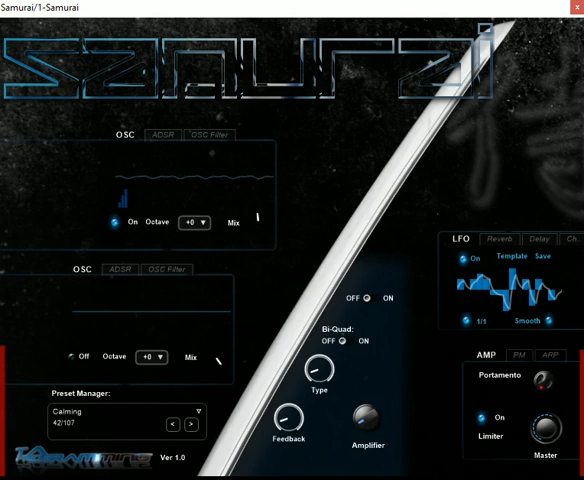 Samurai/1-Samurai
x
samurai
OSC
ADSR
OSC Filter
On
Octave
+0
Mix
OSC
ADSR
OSC Filter
Off
Octave
+0
Mix
Preset Manager:
Calming
42/107
<
>
Ver 1.0
OFF
ON
Bi-Quad:
OFF
ON
Type
Feedback
Amplifier
LFO
Reverb
Delay
Ch.
On
Template
Save
1/1
Smooth
AMP
PM
ARP
Portamento
On
Limiter
Master